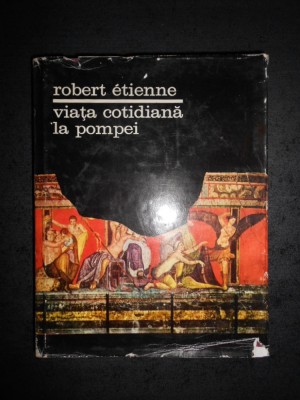 robert étienne
viața cotidiană
la pompei